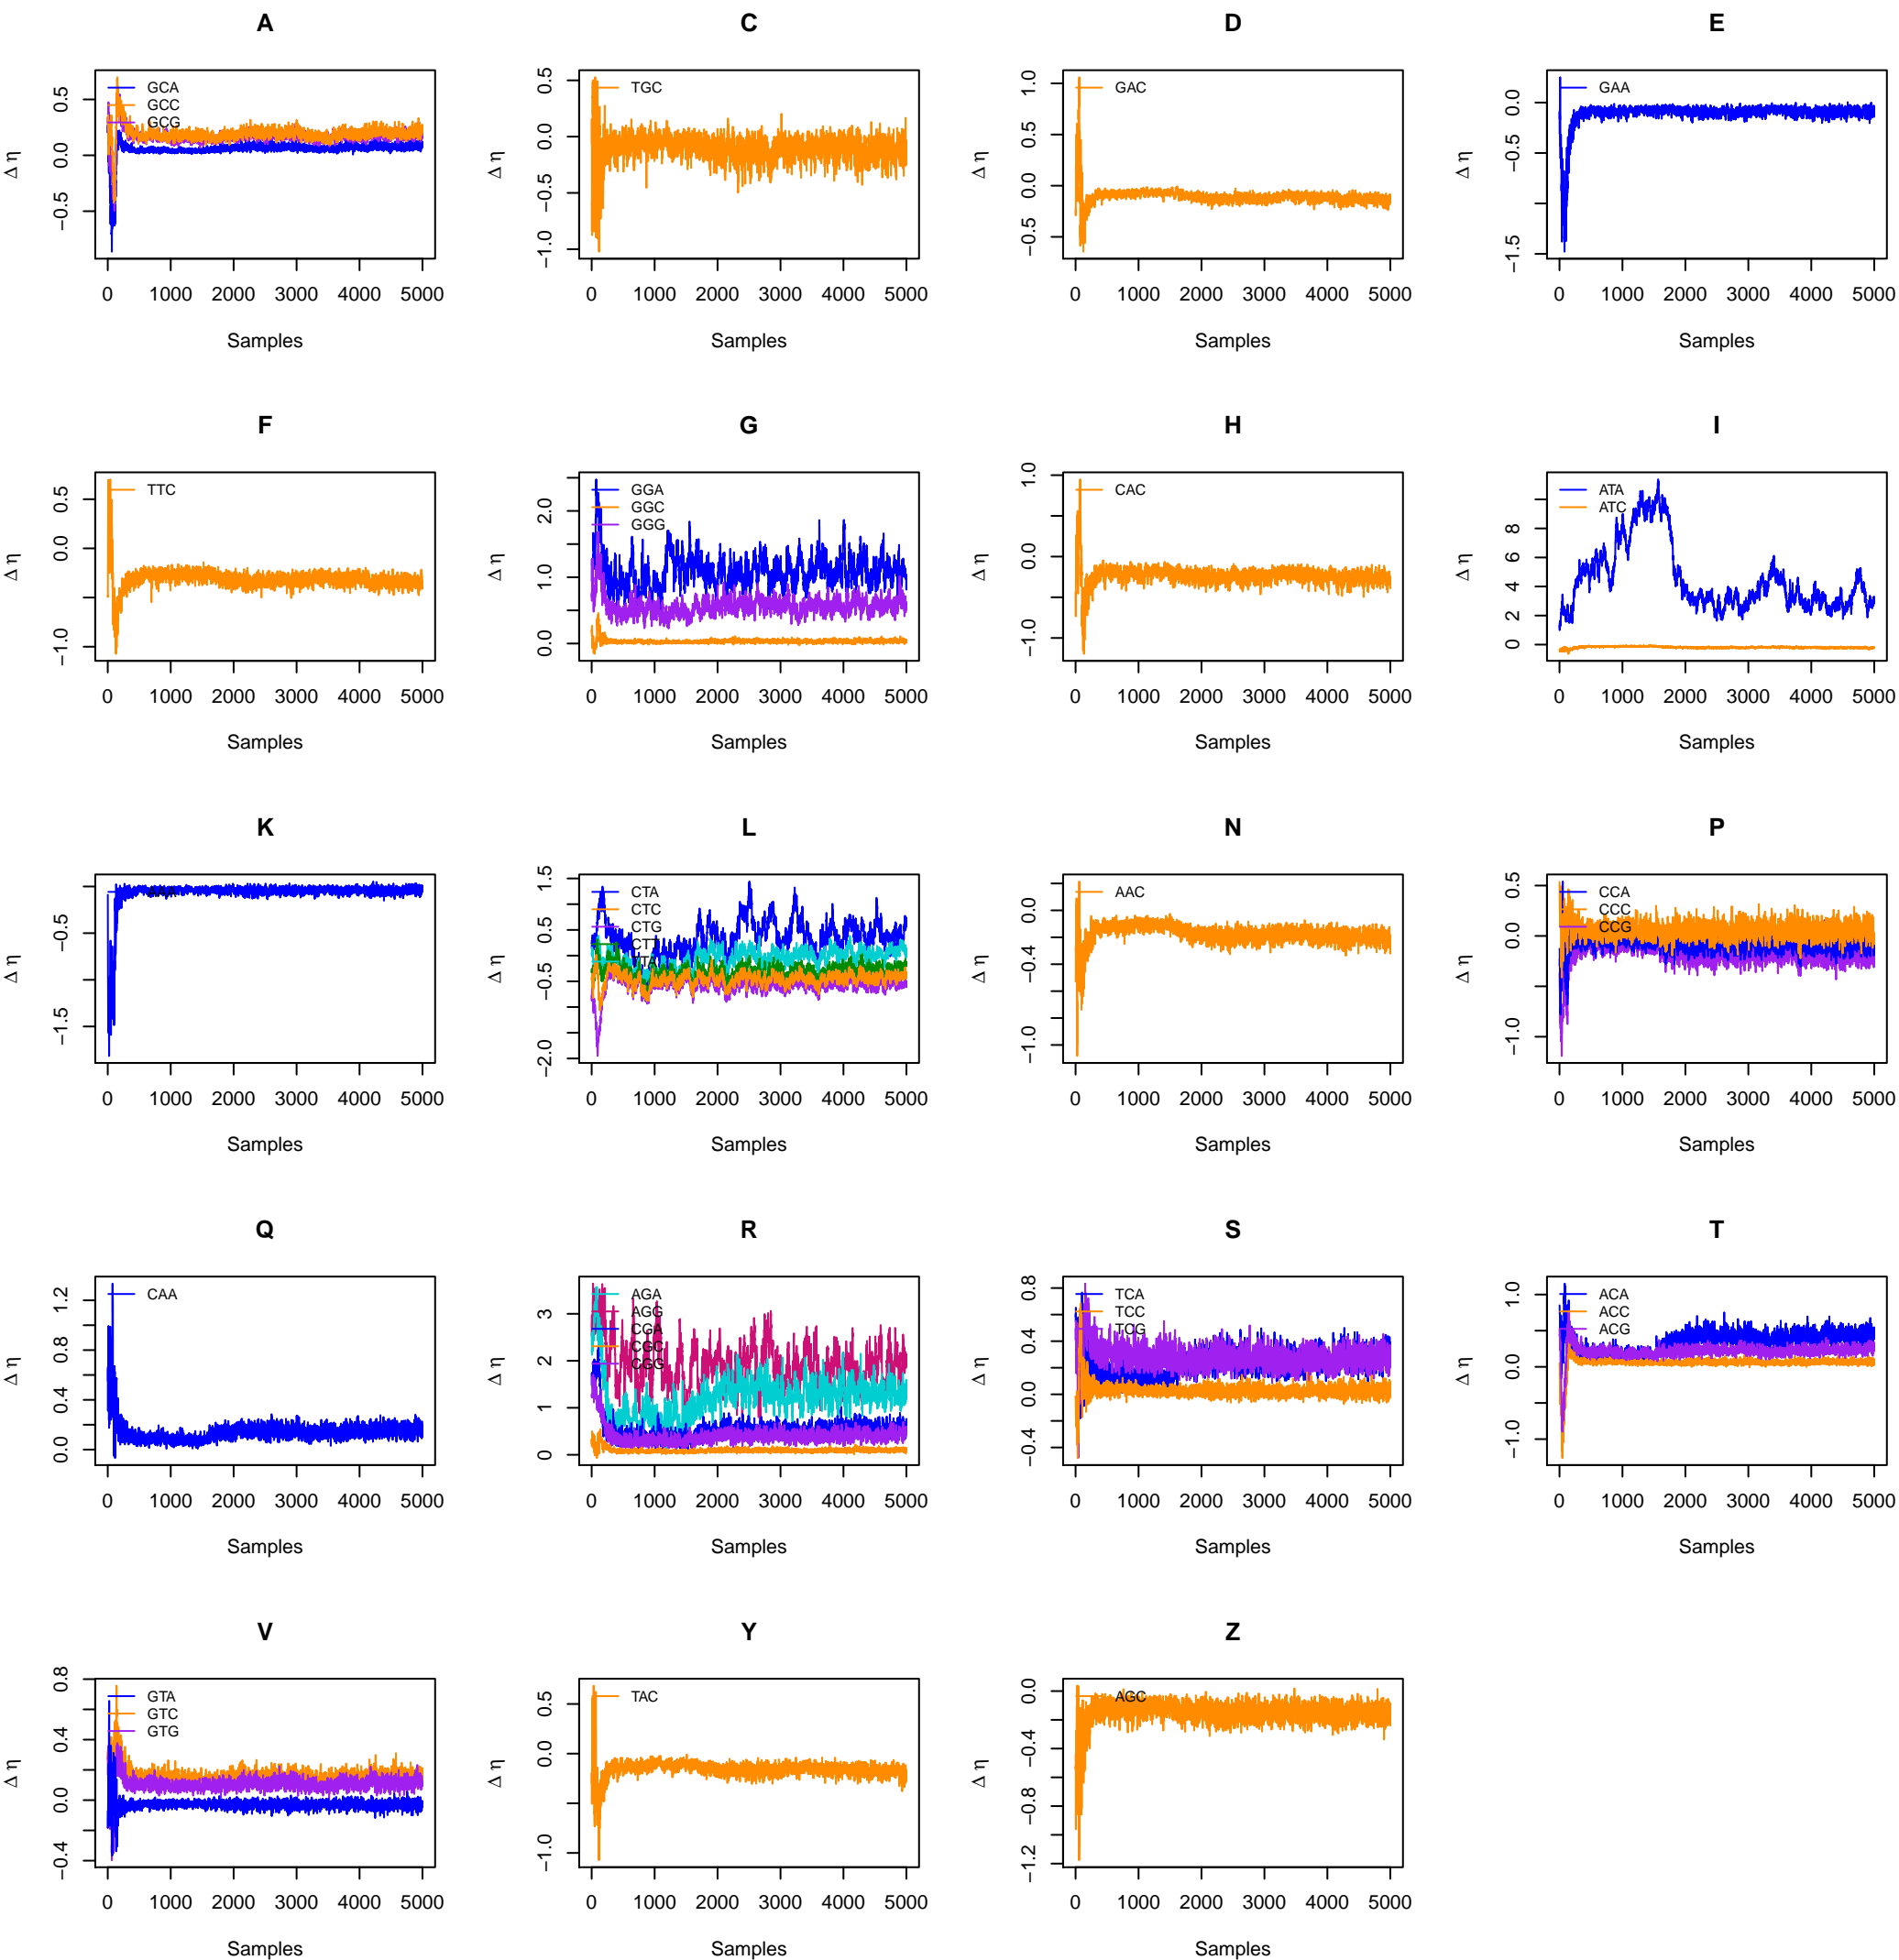 A
C
D
E
Δ η
0.5
0.0
−0.5
GCA
GCC
GCG
0 1000 2000 3000 4000 5000
Samples
Δ η
0.5
0.0
−0.5
−1.0
TGC
0 1000 2000 3000 4000 5000
Samples
Δ η
1.0
0.5
0.0
−0.5
GAC
0 1000 2000 3000 4000 5000
Samples
Δ η
0.0
−0.5
−1.5
GAA
0 1000 2000 3000 4000 5000
Samples
F
G
H
I
Δ η
0.5
0.0
−1.0
TTC
0 1000 2000 3000 4000 5000
Samples
Δ η
2.0
1.0
0.0
GGA
GGC
GGG
0 1000 2000 3000 4000 5000
Samples
Δ η
1.0
0.0
−1.0
CAC
0 1000 2000 3000 4000 5000
Samples
Δ η
8
6
4
2
0
ATA
ATC
0 1000 2000 3000 4000 5000
Samples
K
L
N
P
Δ η
−0.5
−1.5
AAA
0 1000 2000 3000 4000 5000
Samples
Δ η
1.5
0.5
−0.5
−2.0
CTA
CTC
CTG
CTT
TTA
0 1000 2000 3000 4000 5000
Samples
Δ η
0.0
−0.4
−1.0
AAC
0 1000 2000 3000 4000 5000
Samples
Δ η
0.5
0.0
−1.0
CCA
CCC
CCG
0 1000 2000 3000 4000 5000
Samples
Q
R
S
T
Δ η
1.2
0.8
0.4
0.0
CAA
0 1000 2000 3000 4000 5000
Samples
Δ η
3
2
1
0
AGA
AGG
CGA
CGC
CGG
0 1000 2000 3000 4000 5000
Samples
Δ η
0.8
0.4
0.0
−0.4
TCA
TCC
TCG
0 1000 2000 3000 4000 5000
Samples
Δ η
1.0
0.0
−1.0
ACA
ACC
ACG
0 1000 2000 3000 4000 5000
Samples
V
Y
Z
Δ η
0.8
0.4
0.0
−0.4
GTA
GTC
GTG
0 1000 2000 3000 4000 5000
Samples
Δ η
0.5
0.0
−1.0
TAC
0 1000 2000 3000 4000 5000
Samples
Δ η
0.0
−0.4
−0.8
−1.2
AGC
0 1000 2000 3000 4000 5000
Samples